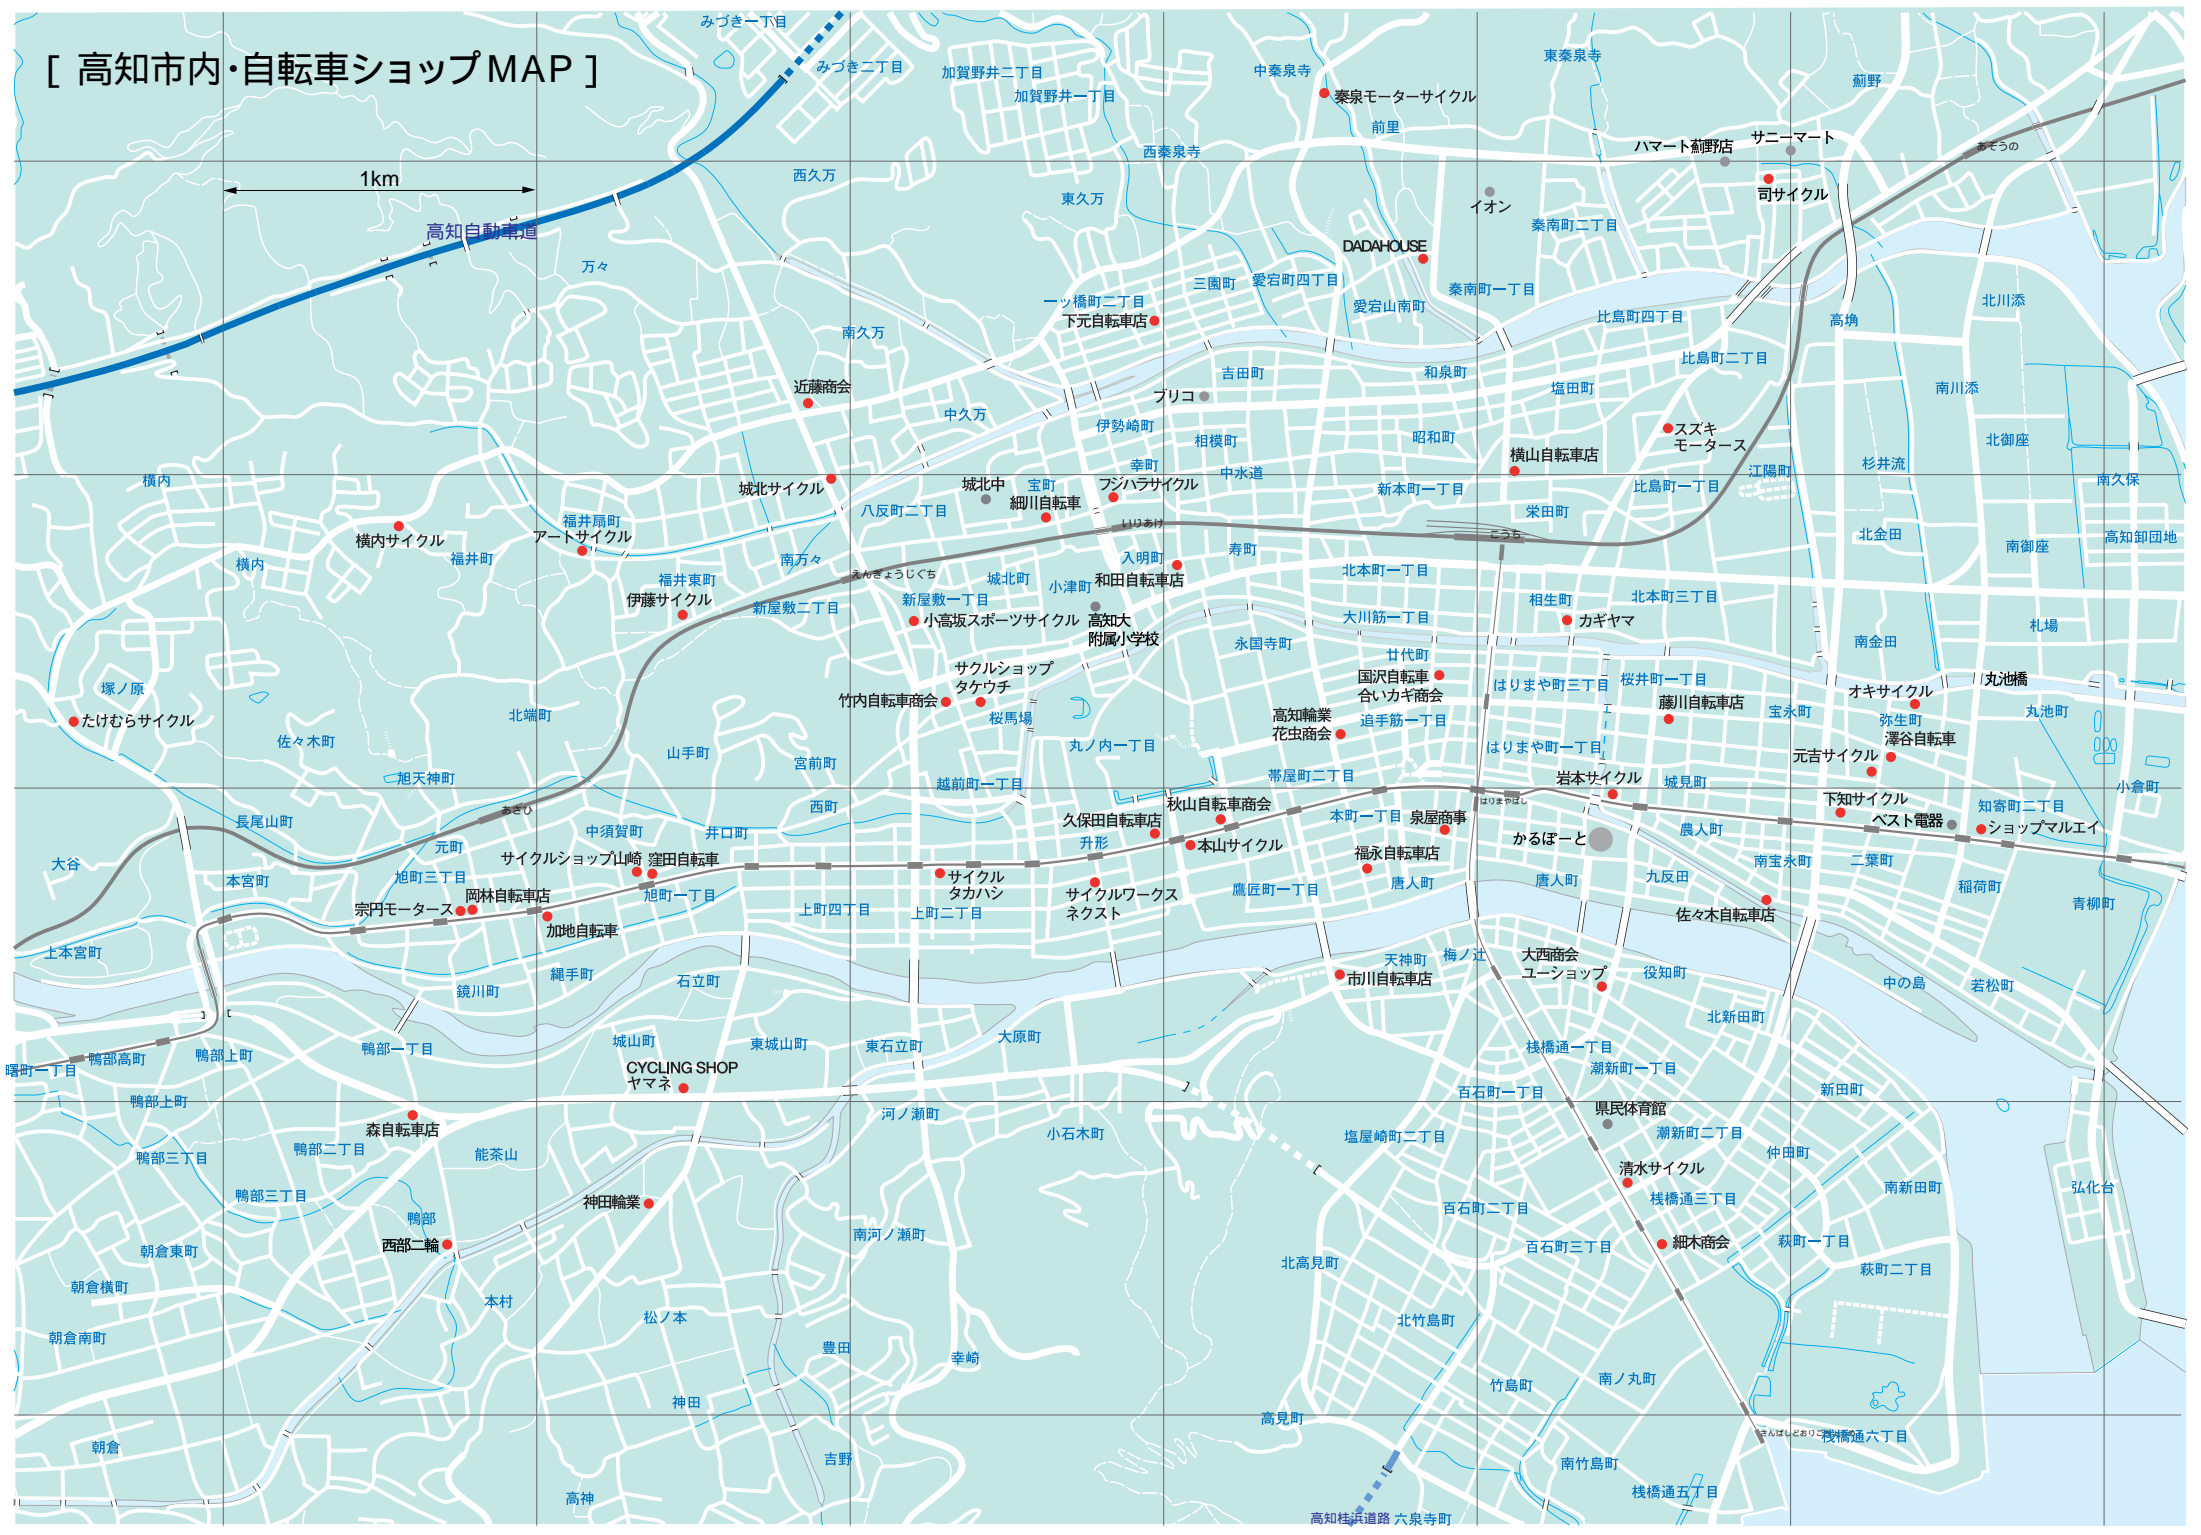 [ 高知市内・自転車ショップMAP ]
みづき一丁目
みづき二丁目
加賀野井二丁目
加賀野井一丁目
中秦泉寺
秦泉モーターサイクル
東秦泉寺
薊野
前里
西秦泉寺
ハマート薊野店
サニーマート
あぞうの
1km
西久万
東久万
イオン
司サイクル
高知自動車道
秦南町二丁目
DADAHOUSE
万々
三園町
愛宕町四丁目
秦南町一丁目
一ッ橋町二丁目
愛宕山南町
北川添
下元自転車店
比島町四丁目
高埆
南久万
比島町二丁目
吉田町
和泉町
近藤商会
ブリコ
塩田町
南川添
中久万
伊勢崎町
相模町
昭和町
スズキ
モータース
北御座
横山自転車店
幸町
中水道
江陽町
杉井流
横内
城北サイクル
城北中
宝町
フジハラサイクル
新本町一丁目
比島町一丁目
南久保
細川自転車
八反町二丁目
栄田町
福井扇町
アートサイクル
いりあけ
こうち
北金田
高知卸団地
横内サイクル
福井町
南万々
入明町
寿町
南御座
横内
えんぎょうじぐち
城北町
小津町
和田自転車店
北本町一丁目
福井東町
伊藤サイクル
新屋敷二丁目
新屋敷一丁目
相生町
北本町三丁目
小高坂スポーツサイクル
高知大
附属小学校
大川筋一丁目
カギヤマ
札場
永国寺町
南金田
廿代町
サクルショップ
タケウチ
国沢自転車
合いカギ商会
はりまや町三丁目
桜井町一丁目
丸池橋
塚ノ原
竹内自転車商会
藤川自転車店
オキサイクル
たけむらサイクル
北端町
桜馬場
高知輪業
花虫商会
追手筋一丁目
宝永町
弥生町
丸池町
佐々木町
山手町
宮前町
丸ノ内一丁目
はりまや町一丁目
澤谷自転車
元吉サイクル
旭天神町
越前町一丁目
帯屋町二丁目
岩本サイクル
城見町
小倉町
あさひ
西町
秋山自転車商会
はりまやばし
下知サイクル
知寄町二丁目
長尾山町
中須賀町
井口町
久保田自転車店
本町一丁目
泉屋商事
農人町
ベスト電器
ショップマルエイ
元町
升形
本山サイクル
かるぽーと
大谷
サイクルショップ山崎
窪田自転車
福永自転車店
南宝永町
二葉町
本宮町
旭町三丁目
サイクル
タカハシ
サイクルワークス
ネクスト
鷹匠町一丁目
唐人町
唐人町
九反田
稲荷町
岡林自転車店
旭町一丁目
宗円モータース
上町四丁目
上町二丁目
佐々木自転車店
青柳町
加地自転車
上本宮町
大西商会
ユーショップ
梅ノ辻
天神町
縄手町
石立町
市川自転車店
役知町
中の島
若松町
鏡川町
北新田町
城山町
東城山町
東石立町
大原町
鴨部一丁目
桟橋通一丁目
鴨部高町
鴨部上町
曙町一丁目
CYCLING SHOP
ヤマネ
潮新町一丁目
百石町一丁目
新田町
鴨部上町
森自転車店
河ノ瀬町
県民体育館
小石木町
塩屋崎町二丁目
潮新町二丁目
鴨部三丁目
鴨部二丁目
能茶山
仲田町
清水サイクル
鴨部三丁目
神田輪業
百石町二丁目
桟橋通三丁目
南新田町
弘化台
鴨部
西部二輪
朝倉東町
南河ノ瀬町
百石町三丁目
細木商会
萩町一丁目
北高見町
萩町二丁目
朝倉横町
本村
松ノ本
北竹島町
朝倉南町
豊田
幸崎
竹島町
南ノ丸町
神田
高見町
朝倉
桟橋通六丁目
吉野
南竹島町
高神
桟橋通五丁目
高知桂浜道路
六泉寺町